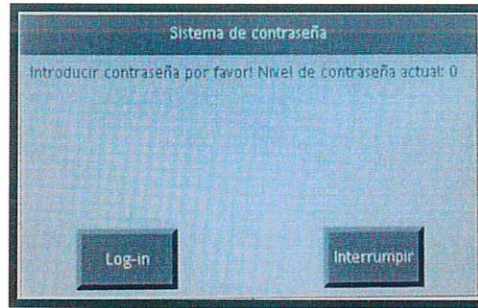 Sistema de contraseña
Introducir contraseña por favor! Nivel de contraseña actual: 0
Log-in
Interrumpir